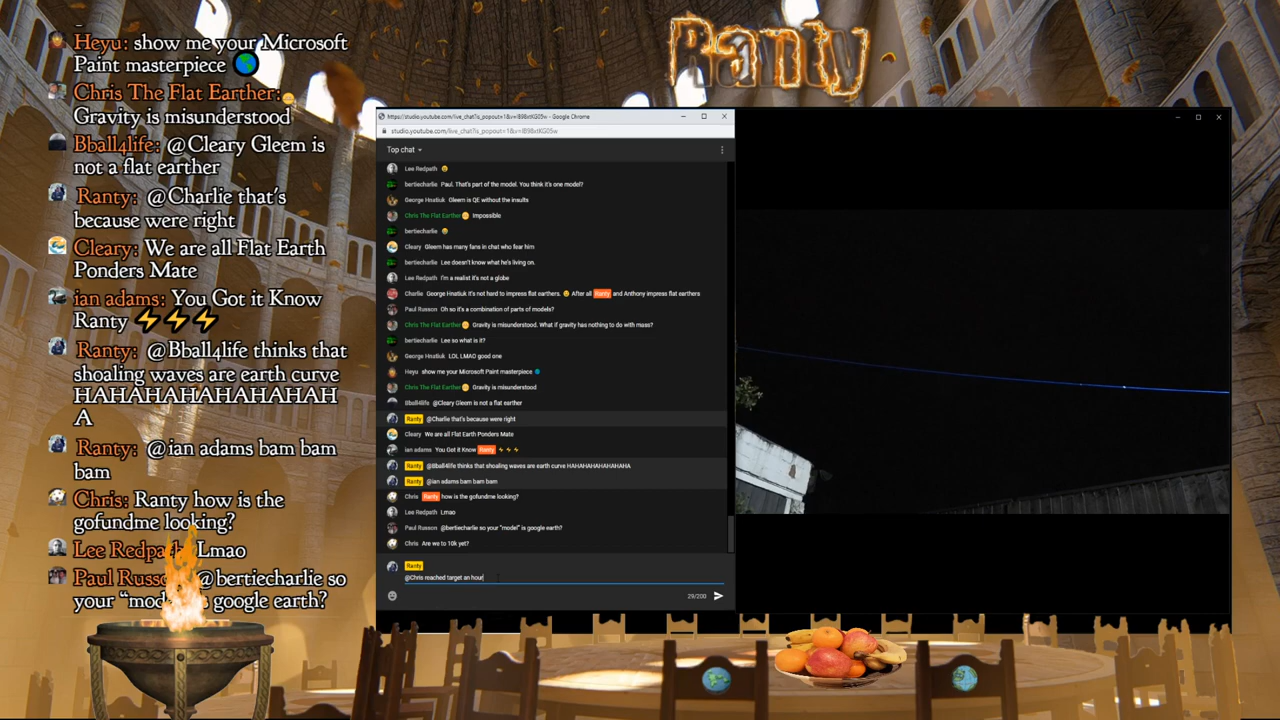 Heyu: show me your Microsoft
Paint masterpiece
Chris The Flat Earther:
Gravity is misunderstood
Bball4life: @Cleary Gleem is
not a flat earther
Ranty: @Charlie that's
because were right
Cleary: We are all Flat Earth
Ponders Mate
ian adams: You Got it Know
Ranty ⚡⚡⚡
Ranty: @Bball4life thinks that
shoaling waves are earth curve
HAHAHAHAHAHAHAH
A
Ranty: @ian adams bam bam
bam
Chris: Ranty how is the
gofundme looking?
Lee Redpath: Lmao
Paul Russon: @bertiecharlie so
your “model” is google earth?
Ranty
studio.youtube.com/live_chat?is_popout=1&v=
- Google Chrome
Top chat
Lee Redpath
bertiecharlie Paul. That's part of the model. You think it's one model?
George Hnatiuk Gleem is QE without the insults
Chris The Flat Earther Impossible
bertiecharlie
Cleary Gleem has many fans in chat who fear him
bertiecharlie Lee doesn't know what he's living on.
Lee Redpath I'm a realist it's not a globe
Charlie George Hnatiuk it's not hard to impress flat earthers. After all Ranty and Anthony impress flat earthers
Paul Russon Oh so it's a combination of parts of models?
Chris The Flat Earther Gravity is misunderstood. What if gravity has nothing to do with mass?
bertiecharlie Lee so what is it?
George Hnatiuk LOL LMAO good one
Heyu show me your Microsoft Paint masterpiece
Chris The Flat Earther Gravity is misunderstood
Bball4life @Cleary Gleem is not a flat earther
Ranty @Charlie that's because were right
Cleary We are all Flat Earth Ponders Mate
ian adams You Got it Know Ranty ⚡⚡⚡
Ranty @Bball4life thinks that shoaling waves are earth curve HAHAHAHAHAHAHAHA
Ranty @ian adams bam bam bam
Chris Ranty how is the gofundme looking?
Lee Redpath Lmao
Paul Russon @bertiecharlie so your "model" is google earth?
Chris Are we to 10k yet?
Ranty
@Chris reached target an hour
29/200